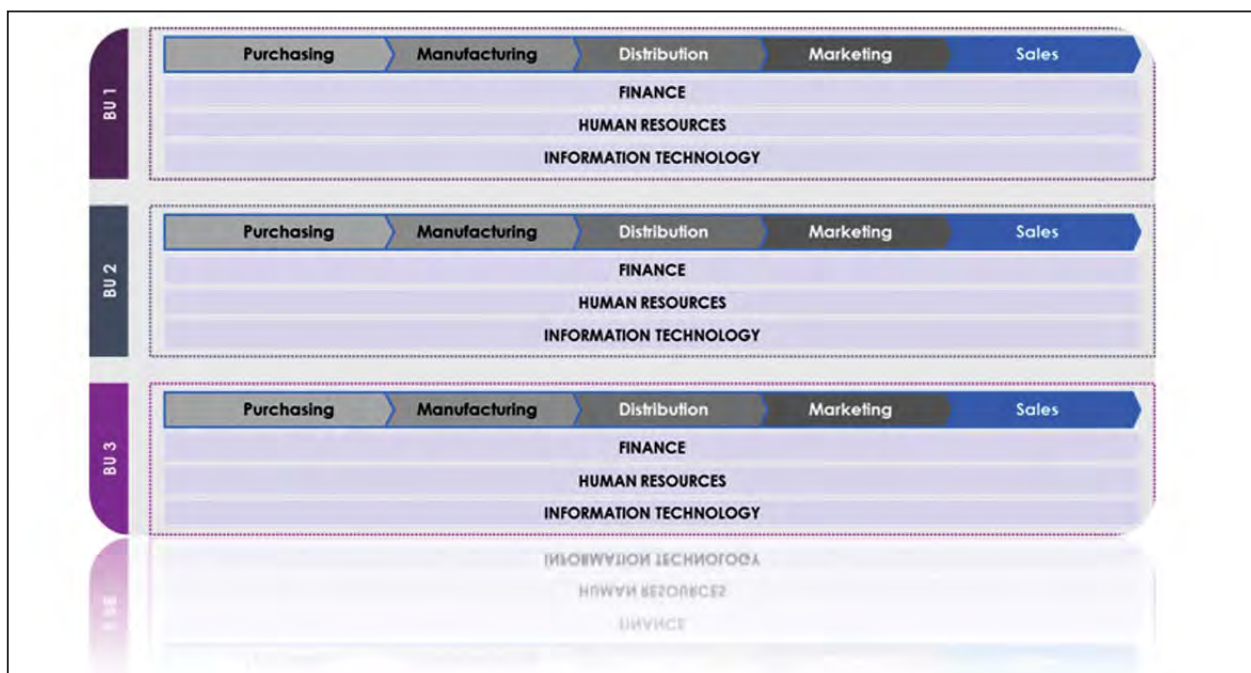 BU 1
Purchasing Manufacturing Distribution Marketing Sales
FINANCE
HUMAN RESOURCES
INFORMATION TECHNOLOGY
BU 2
Purchasing Manufacturing Distribution Marketing Sales
FINANCE
HUMAN RESOURCES
INFORMATION TECHNOLOGY
BU 3
Purchasing Manufacturing Distribution Marketing Sales
FINANCE
HUMAN RESOURCES
INFORMATION TECHNOLOGY